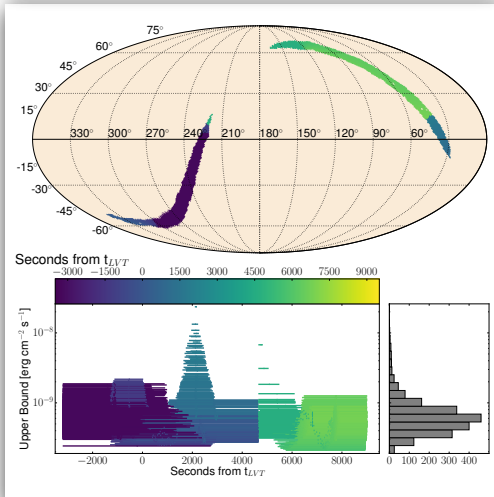 75°
60°
45°
30°
15°
330° 300° 270° 240° 210° 180° 150° 120° 90° 60°
-15°
-30°
-45°
-60°
Seconds from t_LVT
−3000 −1500 0 1500 3000 4500 6000 7500 9000
10⁻⁸
10⁻⁹
Upper Bound [erg cm⁻² s⁻¹]
−2000 0 2000 4000 6000 8000
Seconds from t_LVT
0 100 200 300 400